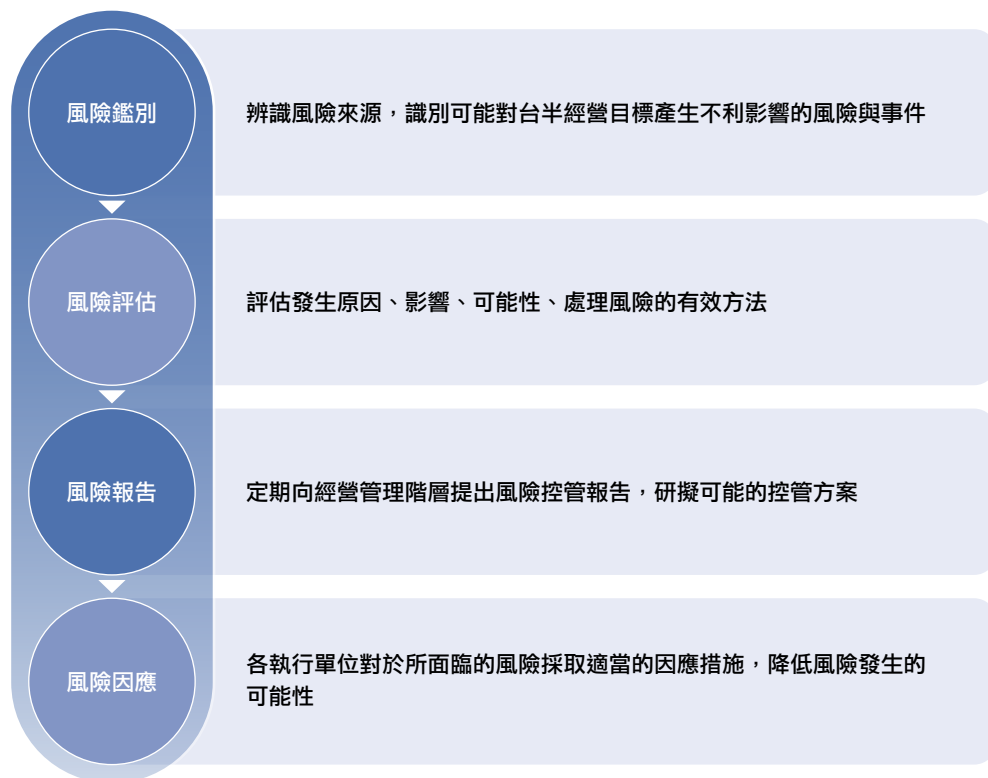 風險鑑別
辨識風險來源，識別可能對台半經營目標產生不利影響的風險與事件
風險評估
評估發生原因、影響、可能性、處理風險的有效方法
風險報告
定期向經營管理階層提出風險控管報告，研擬可能的控管方案
風險因應
各執行單位對於所面臨的風險採取適當的因應措施，降低風險發生的
可能性